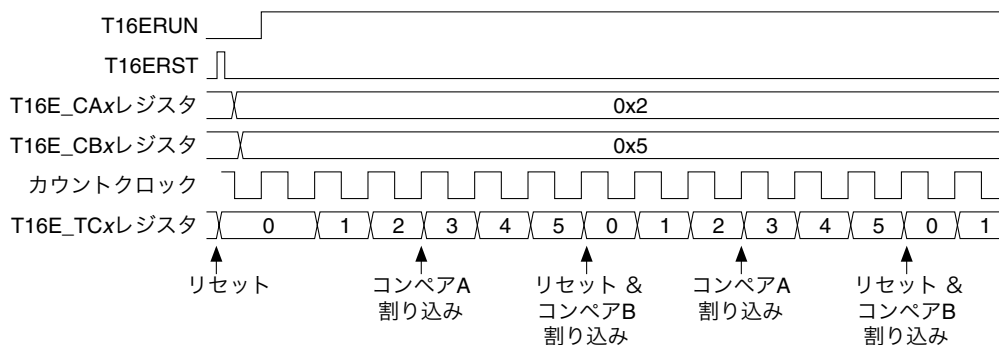 T16ERUN
T16ERST
T16E_CAxレジスタ 0x2
T16E_CBxレジスタ 0x5
カウントクロック
T16E_TCxレジスタ 0 1 2 3 4 5 0 1 2 3 4 5 0 1
リセット
コンペアA
割り込み
リセット &
コンペアB
割り込み
コンペアA
割り込み
リセット &
コンペアB
割り込み